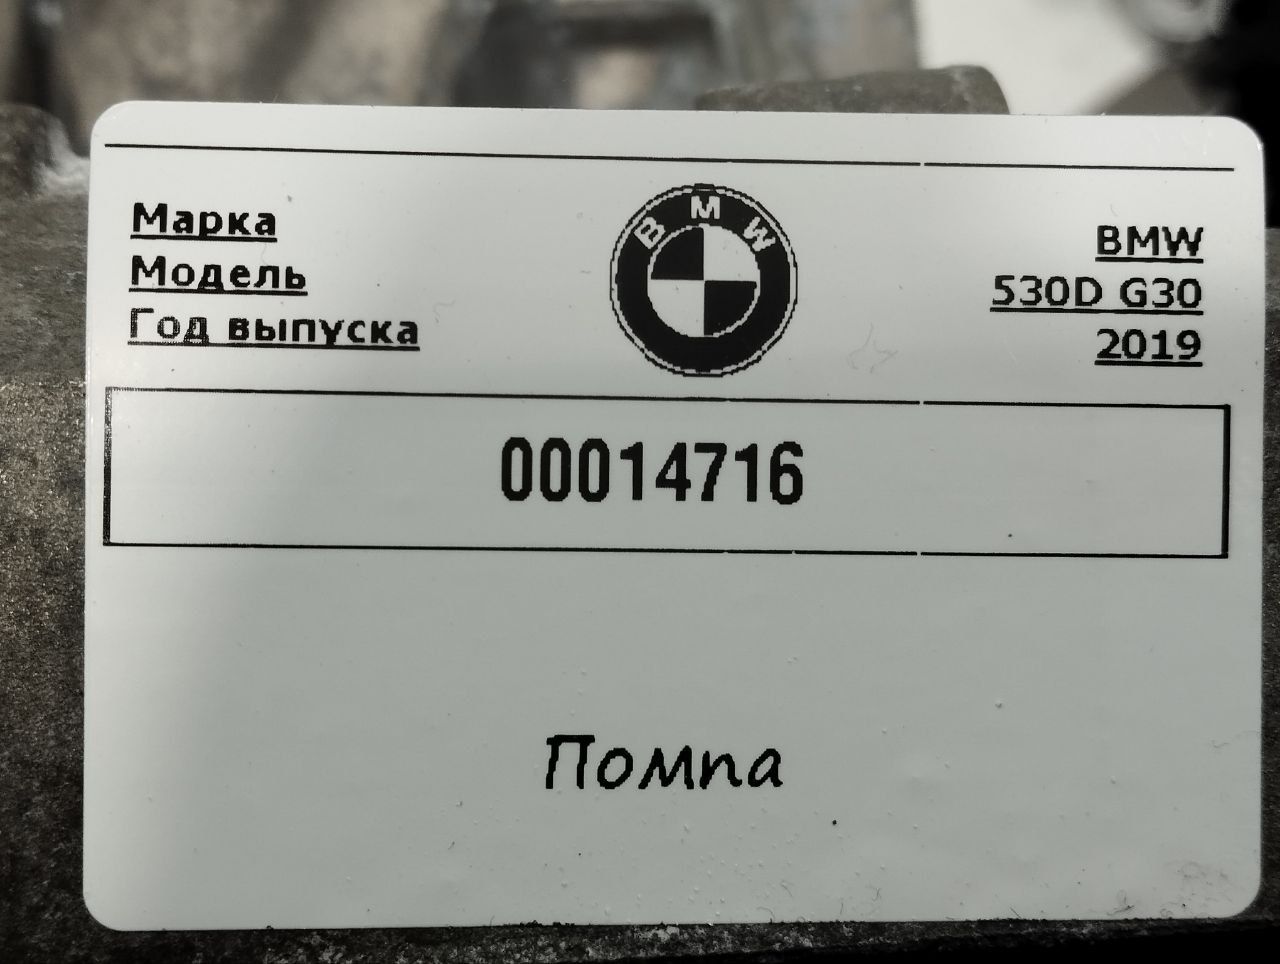 Марка
Модель
Год выпуска
BMW
BMW
530D G30
2019
00014716
Помпа